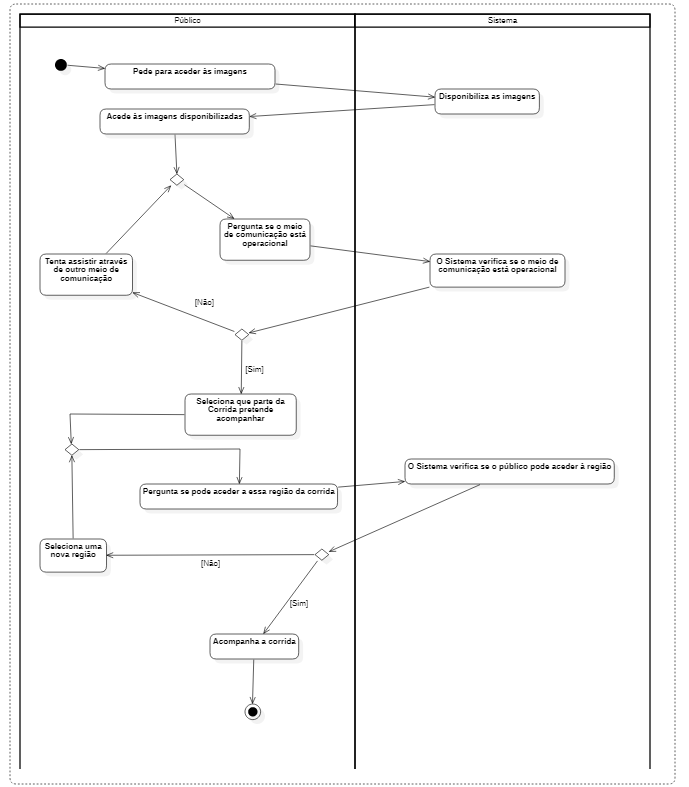 Público
Sistema
Pede para aceder às imagens
Disponibiliza as imagens
Acede às imagens disponibilizadas
Pergunta se o meio
de comunicação está
operacional
Tenta assistir através
de outro meio de
comunicação
O Sistema verifica se o meio de
comunicação está operacional
[Não]
[Sim]
Seleciona que parte da
Corrida pretende
acompanhar
O Sistema verifica se o público pode aceder à região
Pergunta se pode aceder a essa região da corrida
Seleciona uma
nova região
[Não]
[Sim]
Acompanha a corrida